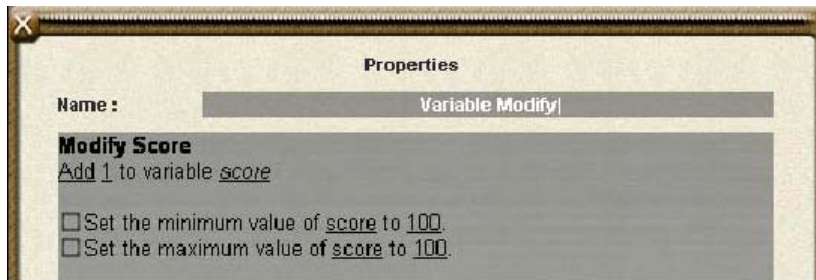 X
Properties
Name : Variable Modify
Modify Score
Add 1 to variable score
Set the minimum value of score to 100.
Set the maximum value of score to 100.